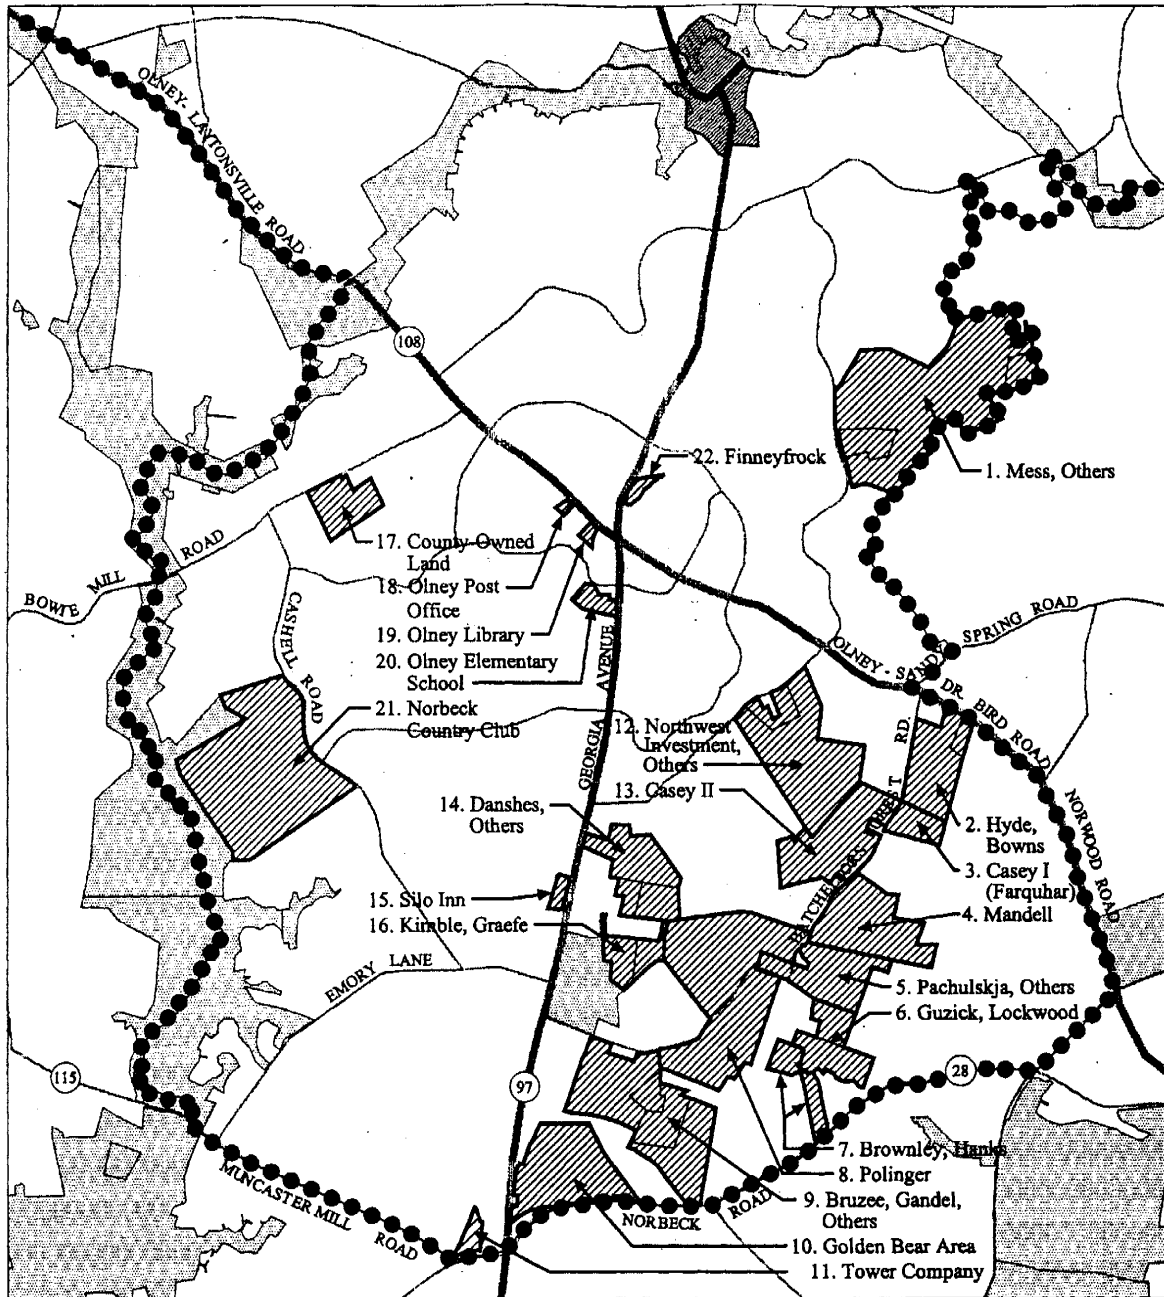 OLNEY-LAYTONSVILLE ROAD
108
22. Finneyfrock
1. Mess, Others
17. County-Owned
Land
18. Olney Post
Office
19. Olney Library
20. Olney Elementary
School
21. Norbeck
Country Club
BOWIE MILL ROAD
CASHELL ROAD
GEORGIA AVENUE
OLNEY-SANDY SPRING ROAD
DR. BIRD ROAD
NORWOOD ROAD
BATCHELLORS FOREST RD.
12. Northwest
Investment,
Others
13. Casey II
14. Danshes,
Others
2. Hyde,
Bowns
3. Casey I
(Farquhar)
4. Mandell
15. Silo Inn
16. Kimble, Graefe
EMORY LANE
5. Pachulskja, Others
6. Guzick, Lockwood
115
97
28
7. Brownley, Hanks
8. Polinger
9. Bruzee, Gandel,
Others
10. Golden Bear Area
11. Tower Company
MUNCASTER MILL ROAD
NORBECK ROAD